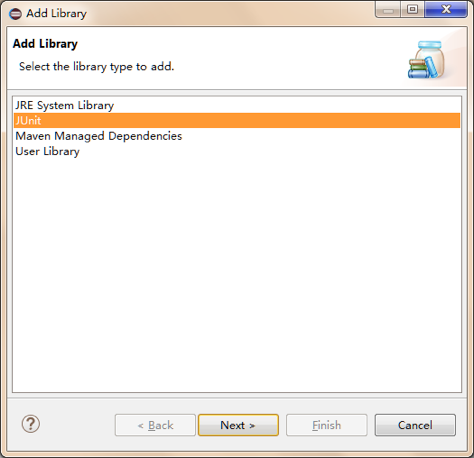 Add Library
Add Library
Select the library type to add.
JRE System Library
JUnit
Maven Managed Dependencies
User Library
?
< Back
Next >
Finish
Cancel